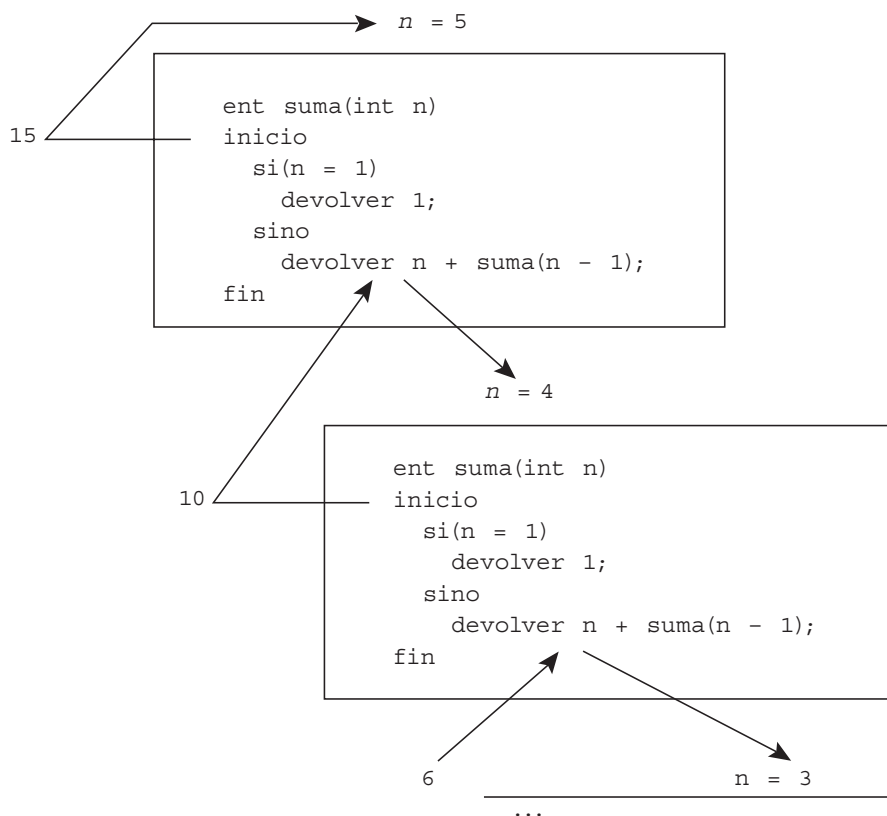 n = 5
ent suma(int n)
15
inicio
si(n = 1)
devolver 1;
sino
devolver n + suma(n – 1);
fin
n = 4
ent suma(int n)
10
inicio
si(n = 1)
devolver 1;
sino
devolver n + suma(n – 1);
fin
6
n = 3
...